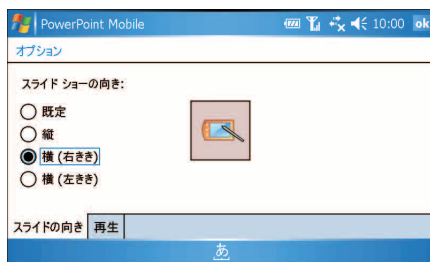 PowerPoint Mobile 10:00 ok
オプション
スライド ショーの向き:
既定
縦
横 (右きき)
横 (左きき)
スライドの向き 再生
あ